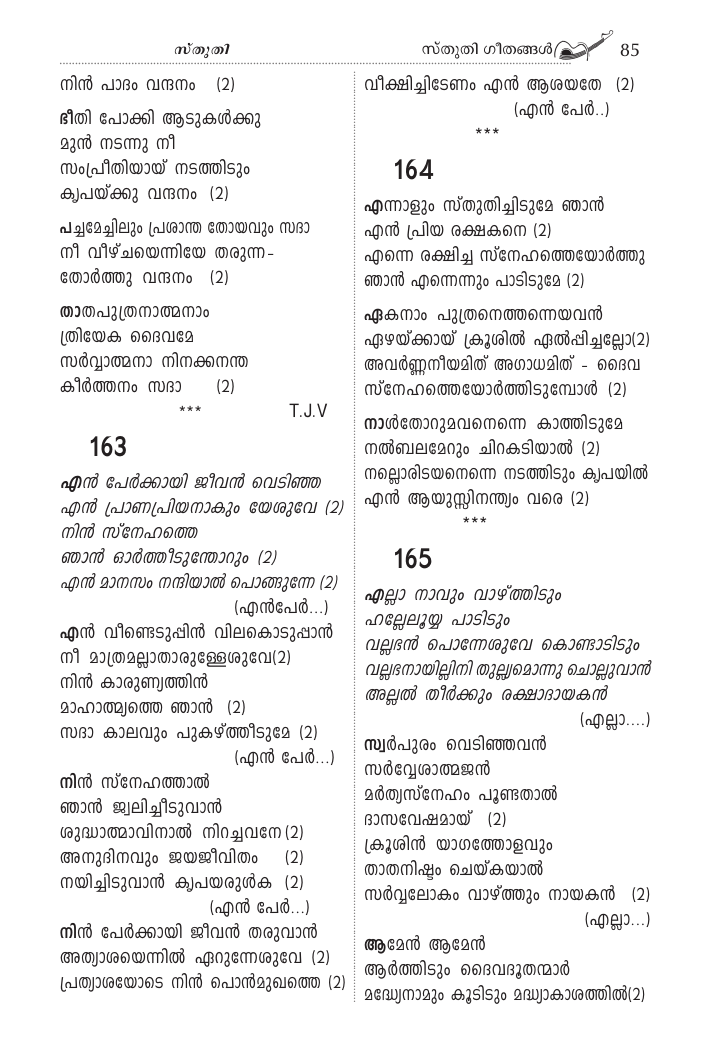 സ്തുതി
സ്തുതി ഗീതങ്ങൾ 85
നിൻ പാദം വന്ദനം (2)
ഭീതി പോക്കി ആടുകൾക്കു
മുൻ നടന്നു നീ
സംപ്രീതിയായ് നടത്തിടും
കൃപയ്ക്കു വന്ദനം (2)
പച്ചമേച്ചിലും പ്രശാന്ത തോയവും സദാ
നീ വീഴ്ചയെന്നിയേ തരുന്ന-
തോർത്തു വന്ദനം (2)
താതപുത്രനാത്മനാം
ത്രിയേക ദൈവമേ
സർവ്വാത്മനാ നിനക്കനന്ത
കീർത്തനം സദാ (2)
*** T.J.V
163
എൻ പേർക്കായി ജീവൻ വെടിഞ്ഞ
എൻ പ്രാണപ്രിയനാകും യേശുവേ (2)
നിൻ സ്നേഹത്തെ
ഞാൻ ഓർത്തീടുന്തോറും (2)
എൻ മാനസം നന്ദിയാൽ പൊങ്ങുന്നേ (2)
(എൻപേർ...)
എൻ വീണ്ടെടുപ്പിൻ വിലകൊടുപ്പാൻ
നീ മാത്രമല്ലാതാരുള്ളേശുവേ(2)
നിൻ കാരുണ്യത്തിൻ
മാഹാത്മ്യത്തെ ഞാൻ (2)
സദാ കാലവും പുകഴ്ത്തീടുമേ (2)
(എൻ പേർ...)
നിൻ സ്നേഹത്താൽ
ഞാൻ ജ്വലിച്ചീടുവാൻ
ശുദ്ധാത്മാവിനാൽ നിറച്ചവനേ (2)
അനുദിനവും ജയജീവിതം (2)
നയിച്ചിടുവാൻ കൃപയരുൾക (2)
(എൻ പേർ...)
നിൻ പേർക്കായി ജീവൻ തരുവാൻ
അത്യാശയെന്നിൽ ഏറുന്നേശുവേ (2)
പ്രത്യാശയോടെ നിൻ പൊൻമുഖത്തെ (2)
വീക്ഷിച്ചിടേണം എൻ ആശയതേ (2)
(എൻ പേർ..)
***
164
എന്നാളും സ്തുതിച്ചിടുമേ ഞാൻ
എൻ പ്രിയ രക്ഷകനെ (2)
എന്നെ രക്ഷിച്ച സ്നേഹത്തെയോർത്തു
ഞാൻ എന്നെന്നും പാടിടുമേ (2)
ഏകനാം പുത്രനെത്തന്നെയവൻ
ഏഴയ്ക്കായ് ക്രൂശിൽ ഏൽപ്പിച്ചല്ലോ(2)
അവർണ്ണനീയമിത് അഗാധമിത് - ദൈവ
സ്നേഹത്തെയോർത്തിടുമ്പോൾ (2)
നാൾതോറുമവനെന്നെ കാത്തിടുമേ
നൽബലമേറും ചിറകടിയാൽ (2)
നല്ലൊരിടയനെന്നെ നടത്തിടും കൃപയിൽ
എൻ ആയുസ്സിനന്ത്യം വരെ (2)
***
165
എല്ലാ നാവും വാഴ്ത്തിടും
ഹല്ലേലൂയ്യ പാടിടും
വല്ലഭൻ പൊന്നേശുവേ കൊണ്ടാടിടും
വല്ലഭനായില്ലിനി തുല്ല്യമൊന്നു ചൊല്ലുവാൻ
അല്ലൽ തീർക്കും രക്ഷാദായകൻ
(എല്ലാ....)
സ്വർപുരം വെടിഞ്ഞവൻ
സർവ്വേശാത്മജൻ
മർത്യസ്നേഹം പൂണ്ടതാൽ
ദാസവേഷമായ് (2)
ക്രൂശിൻ യാഗത്തോളവും
താതനിഷ്ടം ചെയ്കയാൽ
സർവ്വലോകം വാഴ്ത്തും നായകൻ (2)
(എല്ലാ...)
ആമേൻ ആമേൻ
ആർത്തിടും ദൈവദൂതന്മാർ
മദ്ധ്യേനാമും കൂടിടും മദ്ധ്യാകാശത്തിൽ(2)